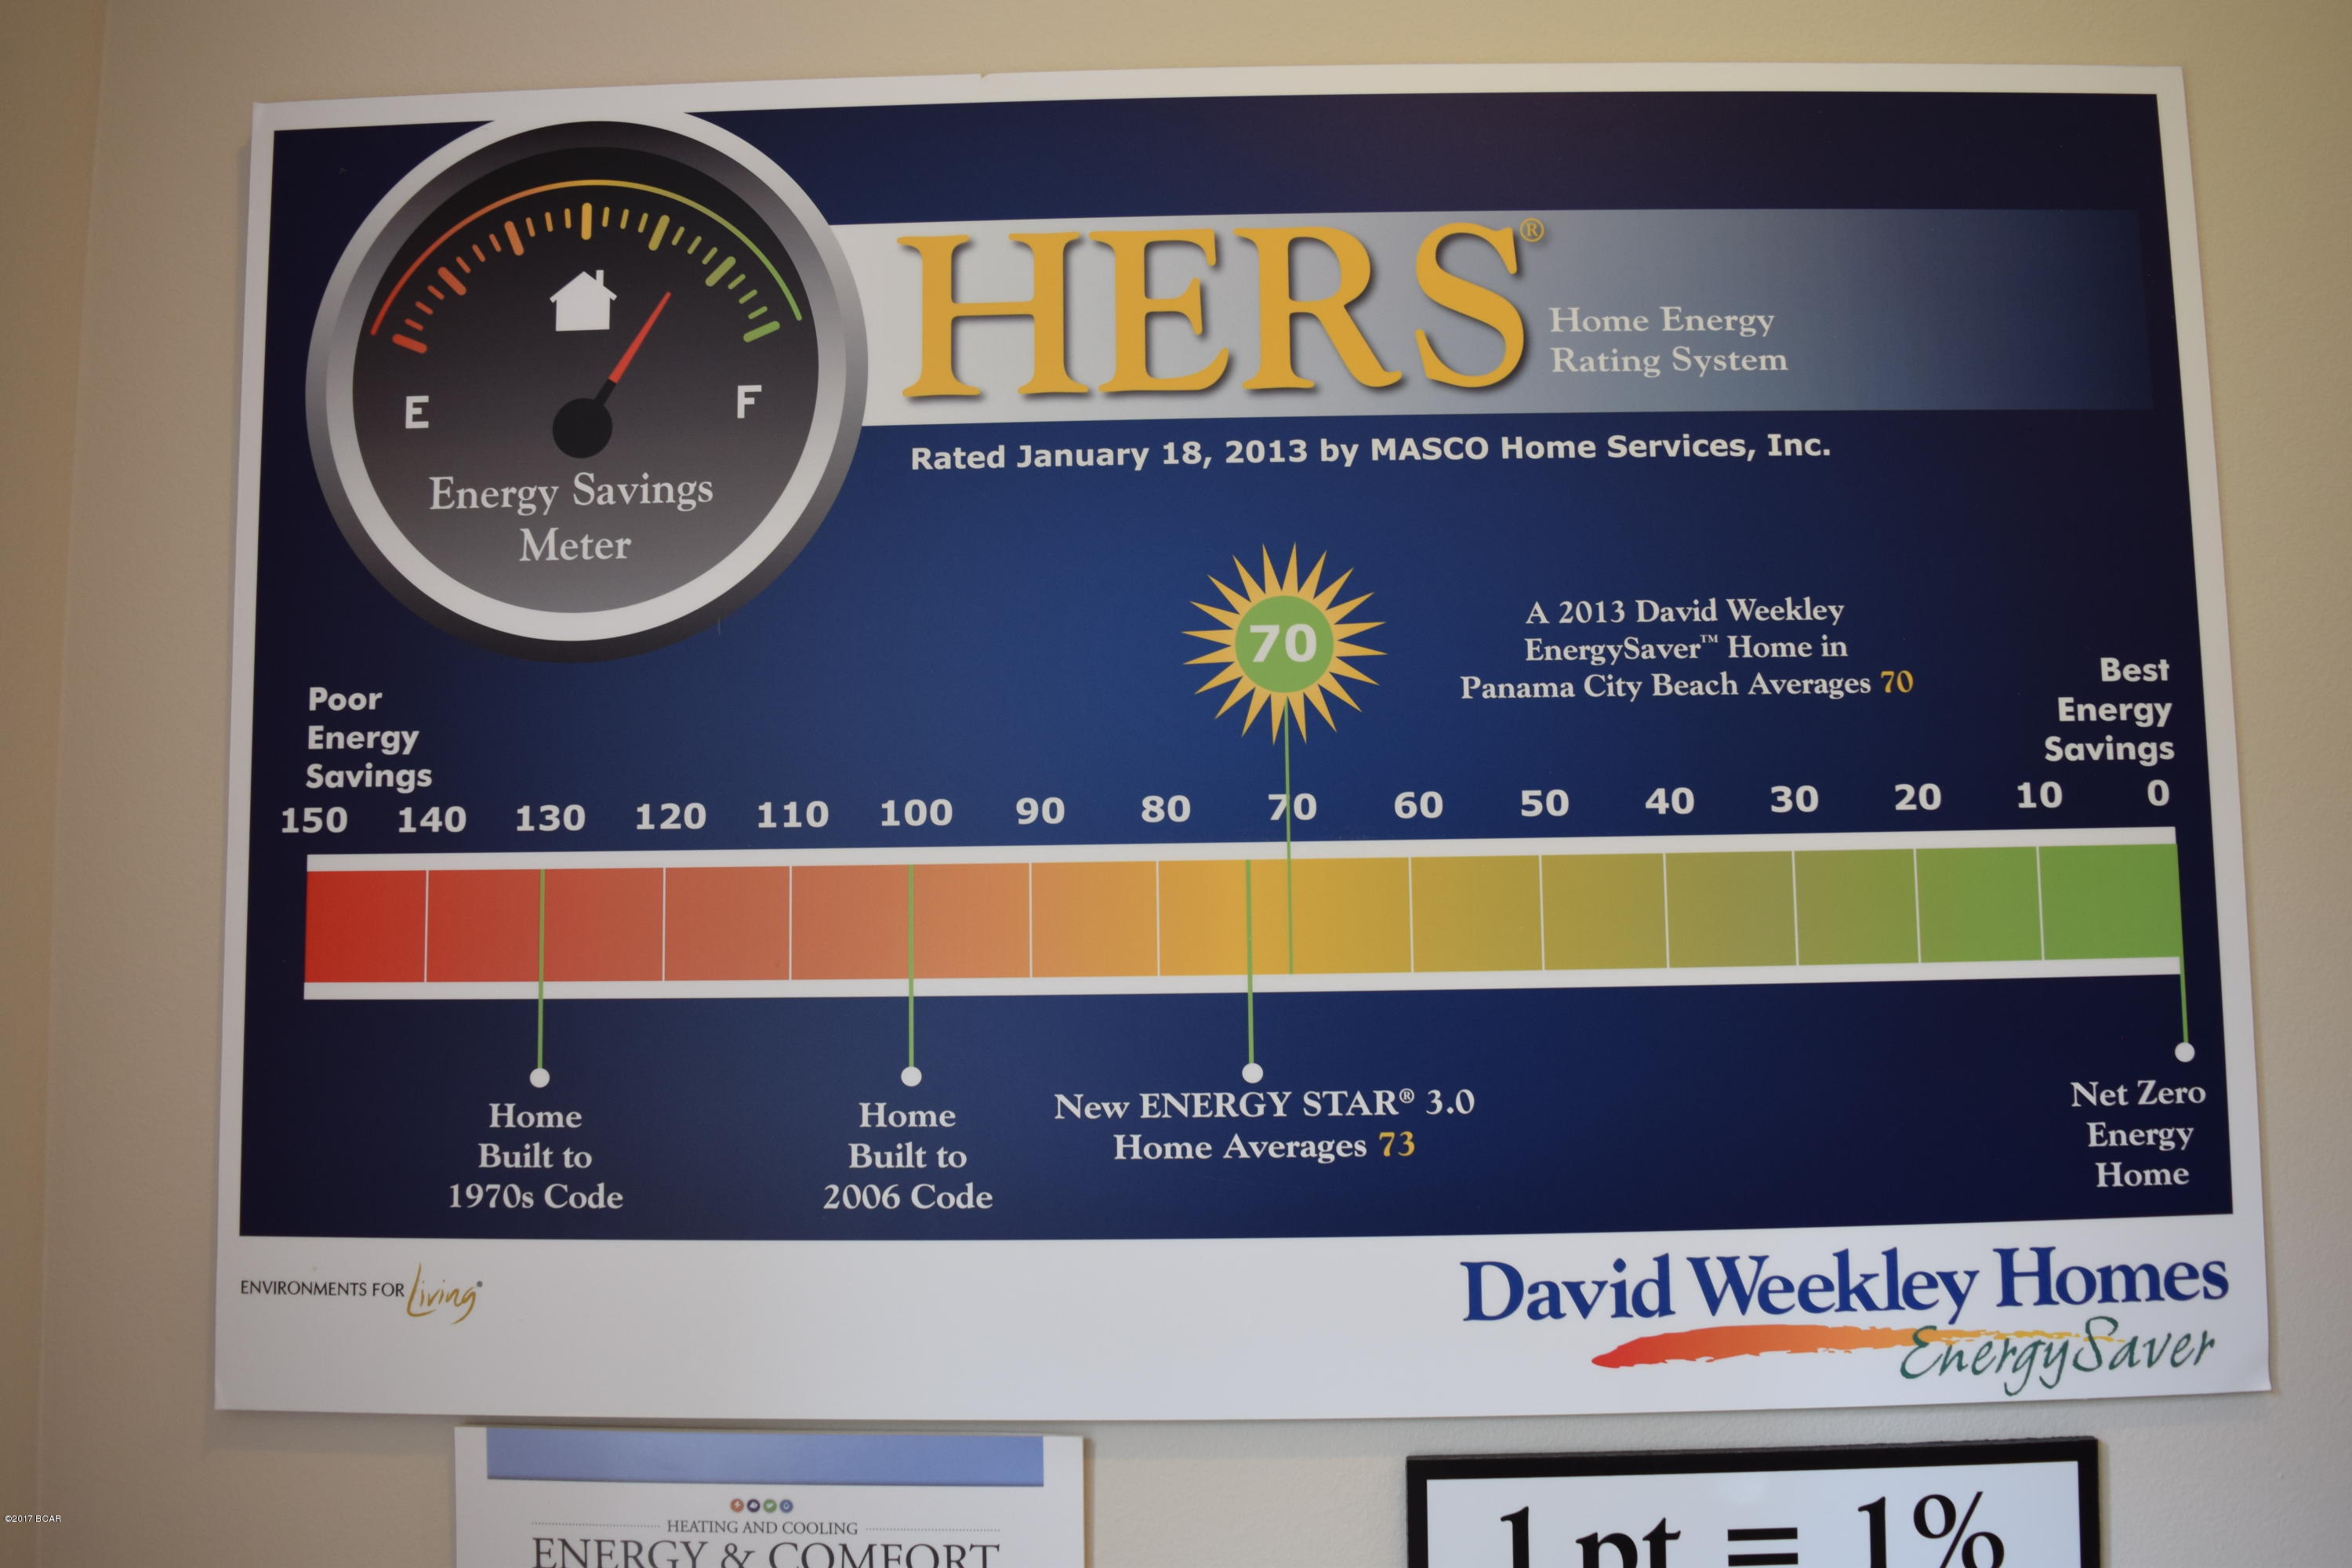 HERS®
Home Energy
Rating System
Rated January 18, 2013 by MASCO Home Services, Inc.
E F
Energy Savings
Meter
70
A 2013 David Weekley
EnergySaver™ Home in
Panama City Beach Averages 70
Poor
Energy
Savings
Best
Energy
Savings
150 140 130 120 110 100 90 80 70 60 50 40 30 20 10 0
Home
Built to
1970s Code
Home
Built to
2006 Code
New ENERGY STAR® 3.0
Home Averages 73
Net Zero
Energy
Home
ENVIRONMENTS FOR Living®
David Weekley Homes
EnergySaver
HEATING AND COOLING
ENERGY & COMFORT
1 pt = 1%
©2017 BCAR